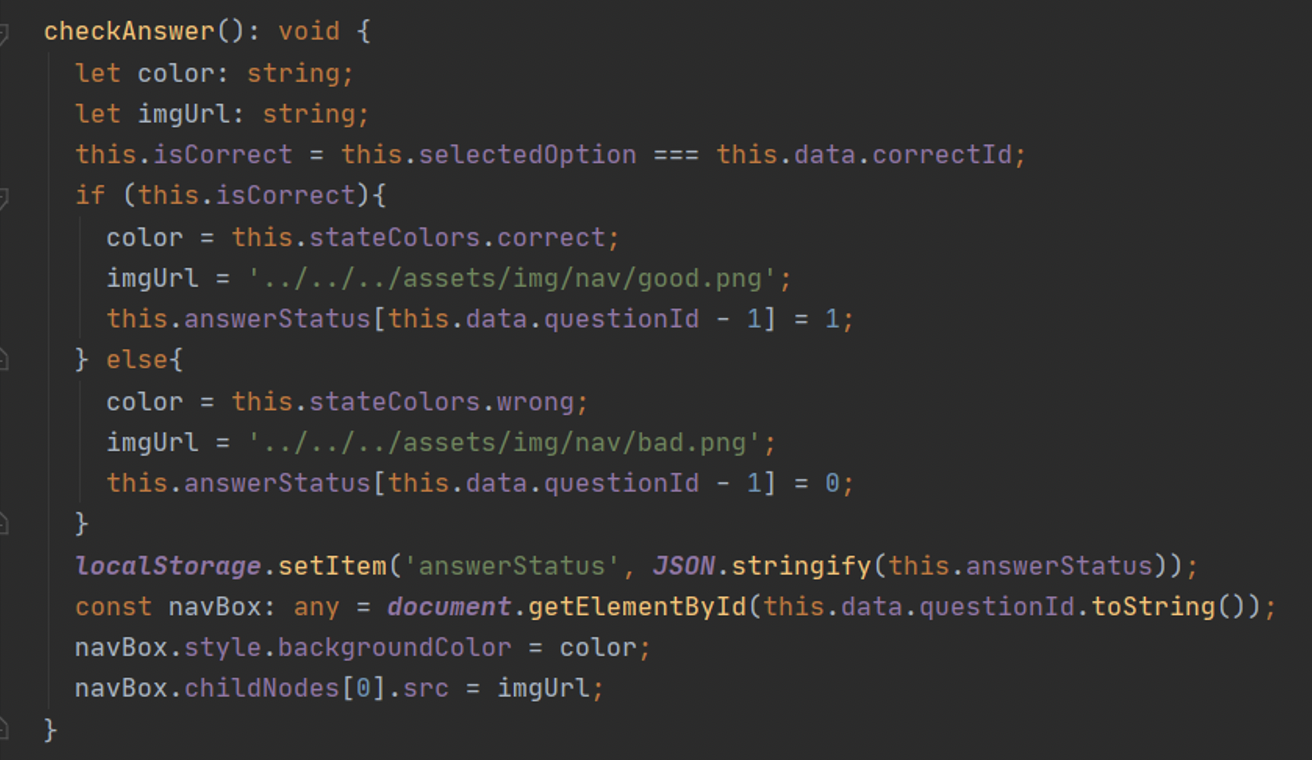 checkAnswer(): void {
let color: string;
let imgUrl: string;
this.isCorrect = this.selectedOption === this.data.correctId;
if (this.isCorrect){
color = this.stateColors.correct;
imgUrl = '../../../assets/img/nav/good.png';
this.answerStatus[this.data.questionId - 1] = 1;
} else{
color = this.stateColors.wrong;
imgUrl = '../../../assets/img/nav/bad.png';
this.answerStatus[this.data.questionId - 1] = 0;
}
localStorage.setItem('answerStatus', JSON.stringify(this.answerStatus));
const navBox: any = document.getElementById(this.data.questionId.toString());
navBox.style.backgroundColor = color;
navBox.childNodes[0].src = imgUrl;
}